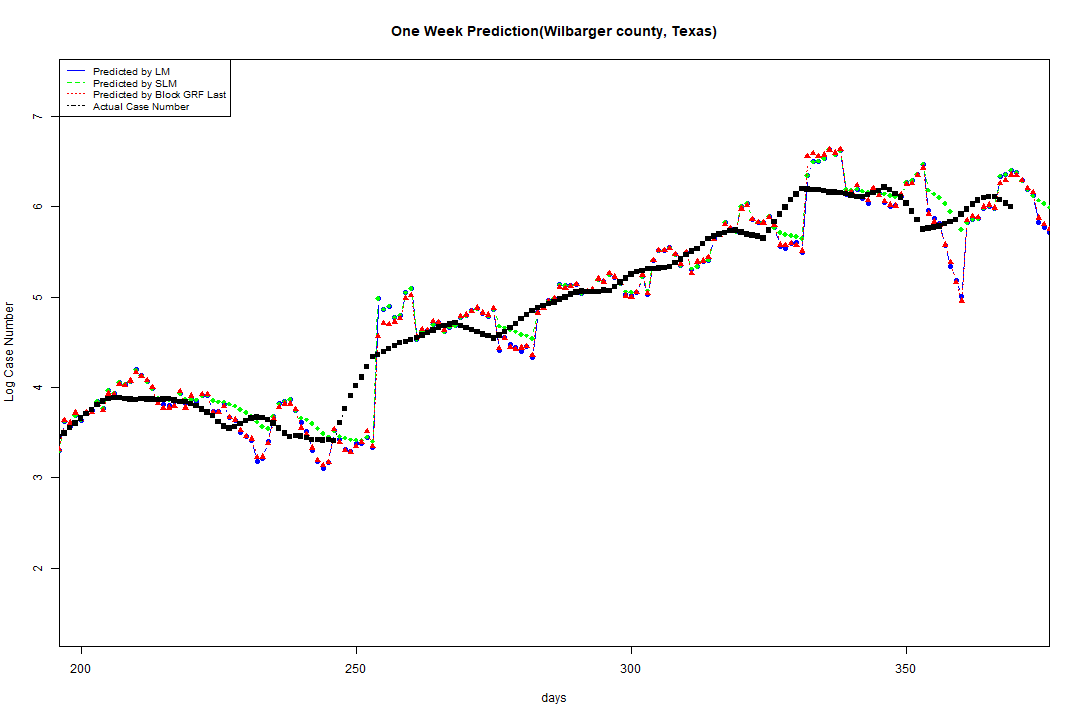 One Week Prediction(Wilbarger county, Texas)
Predicted by LM
Predicted by SLM
Predicted by Block GRF Last
Actual Case Number
7
6
5
4
3
2
Log Case Number
200 250 300 350
days